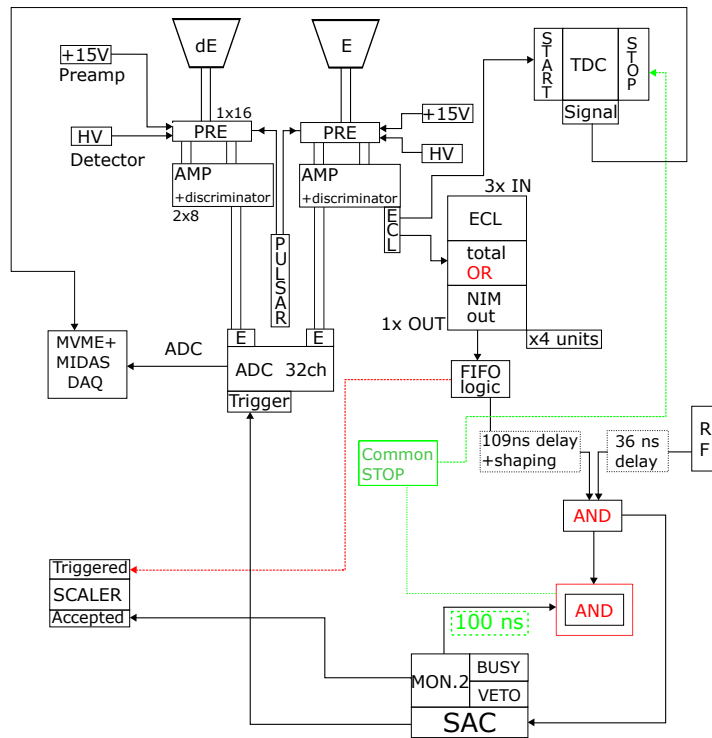 dE
E
START
TDC
STOP
Signal
+15V
Preamp
1x16
PRE
PRE
+15V
HV
Detector
HV
AMP
+discriminator
2x8
AMP
+discriminator
ECL
PULSAR
3x IN
ECL
total
OR
NIM
out
1x OUT
x4 units
E
E
MVME+
MIDAS
DAQ
ADC
ADC 32ch
Trigger
FIFO
logic
Common
STOP
109ns delay
+shaping
36 ns
delay
RF
AND
Triggered
SCALER
Accepted
AND
100 ns
MON.2
BUSY
VETO
SAC